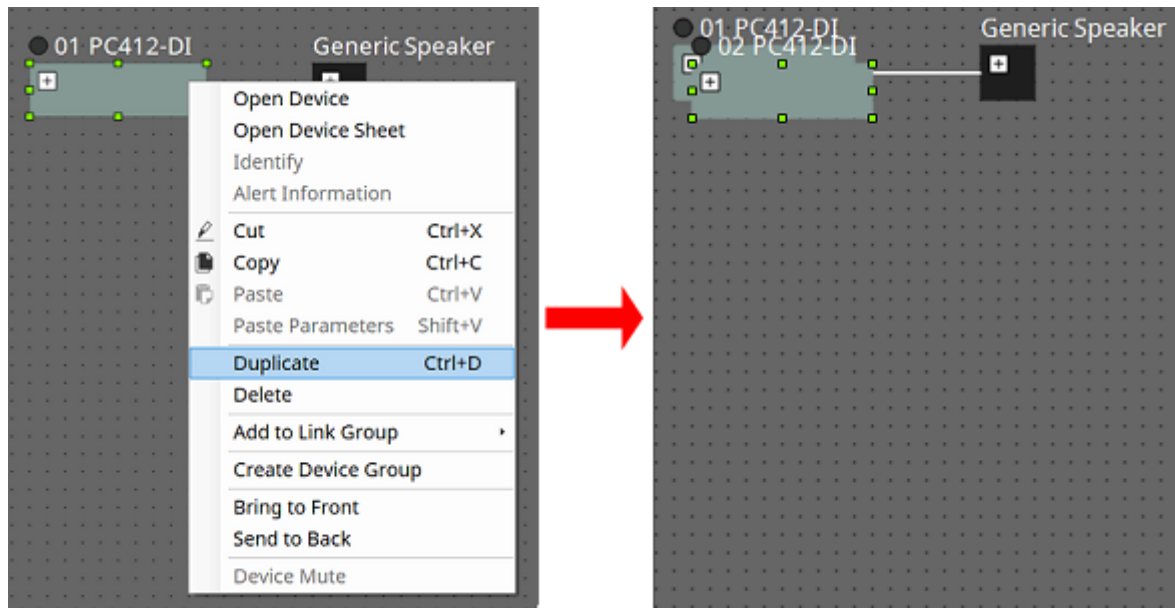 01 PC412-DI
Generic Speaker
Open Device
Open Device Sheet
Identify
Alert Information
Cut Ctrl+X
Copy Ctrl+C
Paste Ctrl+V
Paste Parameters Shift+V
Duplicate Ctrl+D
Delete
Add to Link Group
Create Device Group
Bring to Front
Send to Back
Device Mute
01 PC412-DI
02 PC412-DI
Generic Speaker